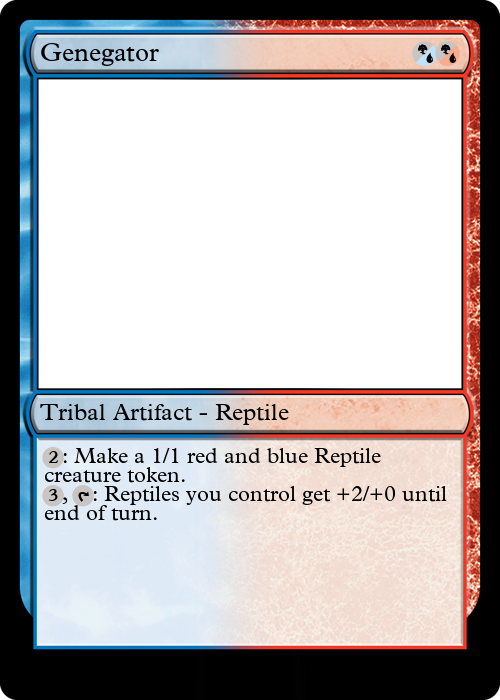 Genegator
Tribal Artifact - Reptile
2: Make a 1/1 red and blue Reptile
creature token.
3, : Reptiles you control get +2/+0 until
end of turn.